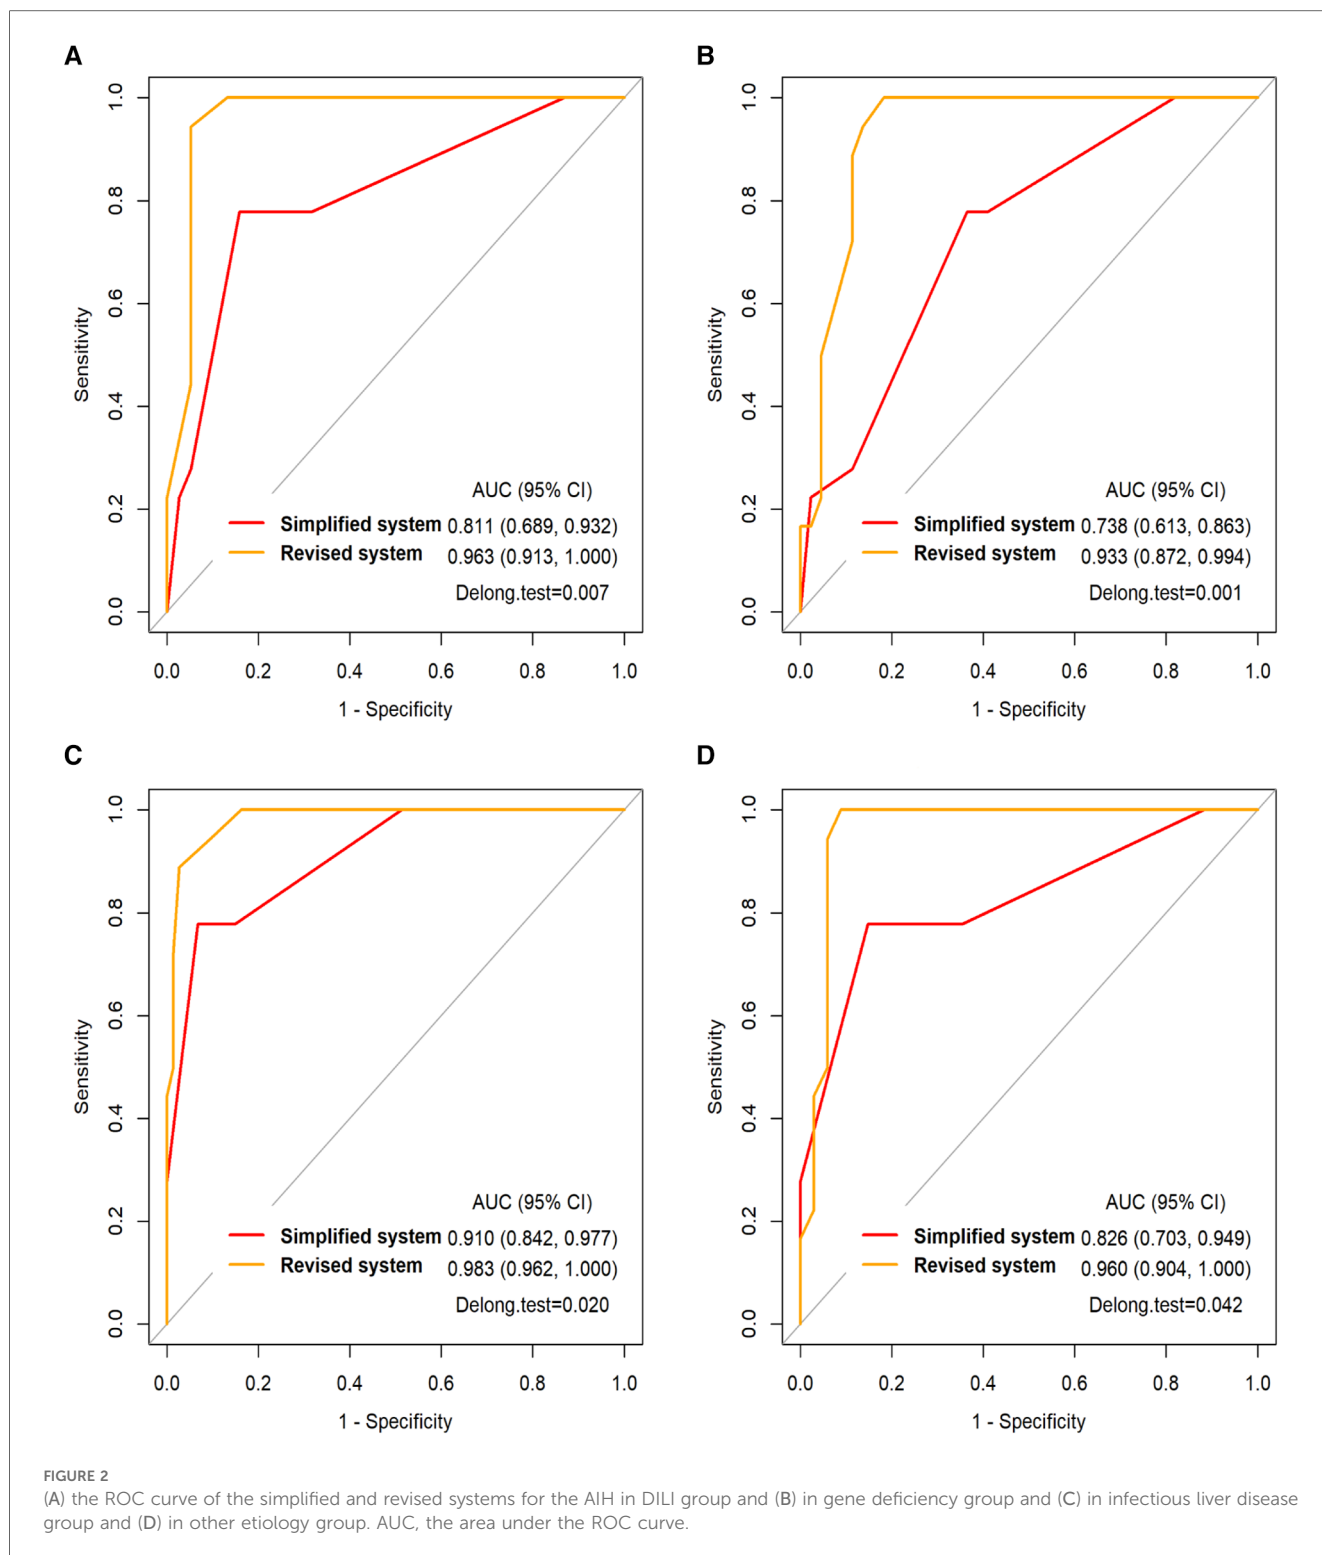 A
1.0
0.8
0.6
0.4
0.2
0.0
Sensitivity
AUC (95% CI)
Simplified system 0.811 (0.689, 0.932)
Revised system 0.963 (0.913, 1.000)
Delong.test=0.007
0.0 0.2 0.4 0.6 0.8 1.0
1 - Specificity
B
1.0
0.8
0.6
0.4
0.2
0.0
Sensitivity
AUC (95% CI)
Simplified system 0.738 (0.613, 0.863)
Revised system 0.933 (0.872, 0.994)
Delong.test=0.001
0.0 0.2 0.4 0.6 0.8 1.0
1 - Specificity
C
1.0
0.8
0.6
0.4
0.2
0.0
Sensitivity
AUC (95% CI)
Simplified system 0.910 (0.842, 0.977)
Revised system 0.983 (0.962, 1.000)
Delong.test=0.020
0.0 0.2 0.4 0.6 0.8 1.0
1 - Specificity
D
1.0
0.8
0.6
0.4
0.2
0.0
Sensitivity
AUC (95% CI)
Simplified system 0.826 (0.703, 0.949)
Revised system 0.960 (0.904, 1.000)
Delong.test=0.042
0.0 0.2 0.4 0.6 0.8 1.0
1 - Specificity
FIGURE 2
(A) the ROC curve of the simplified and revised systems for the AIH in DILI group and (B) in gene deficiency group and (C) in infectious liver disease
group and (D) in other etiology group. AUC, the area under the ROC curve.